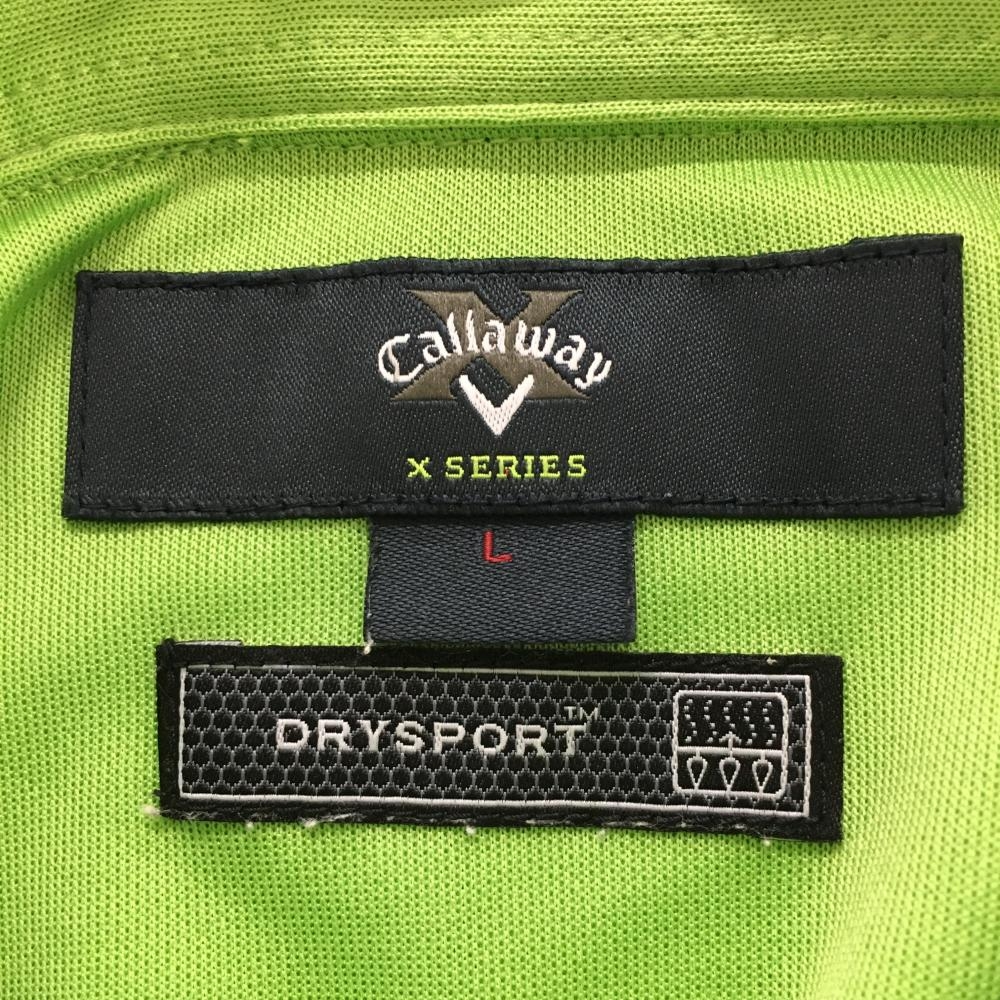 X
Callaway
X SERIES
L
DRYSPORT™